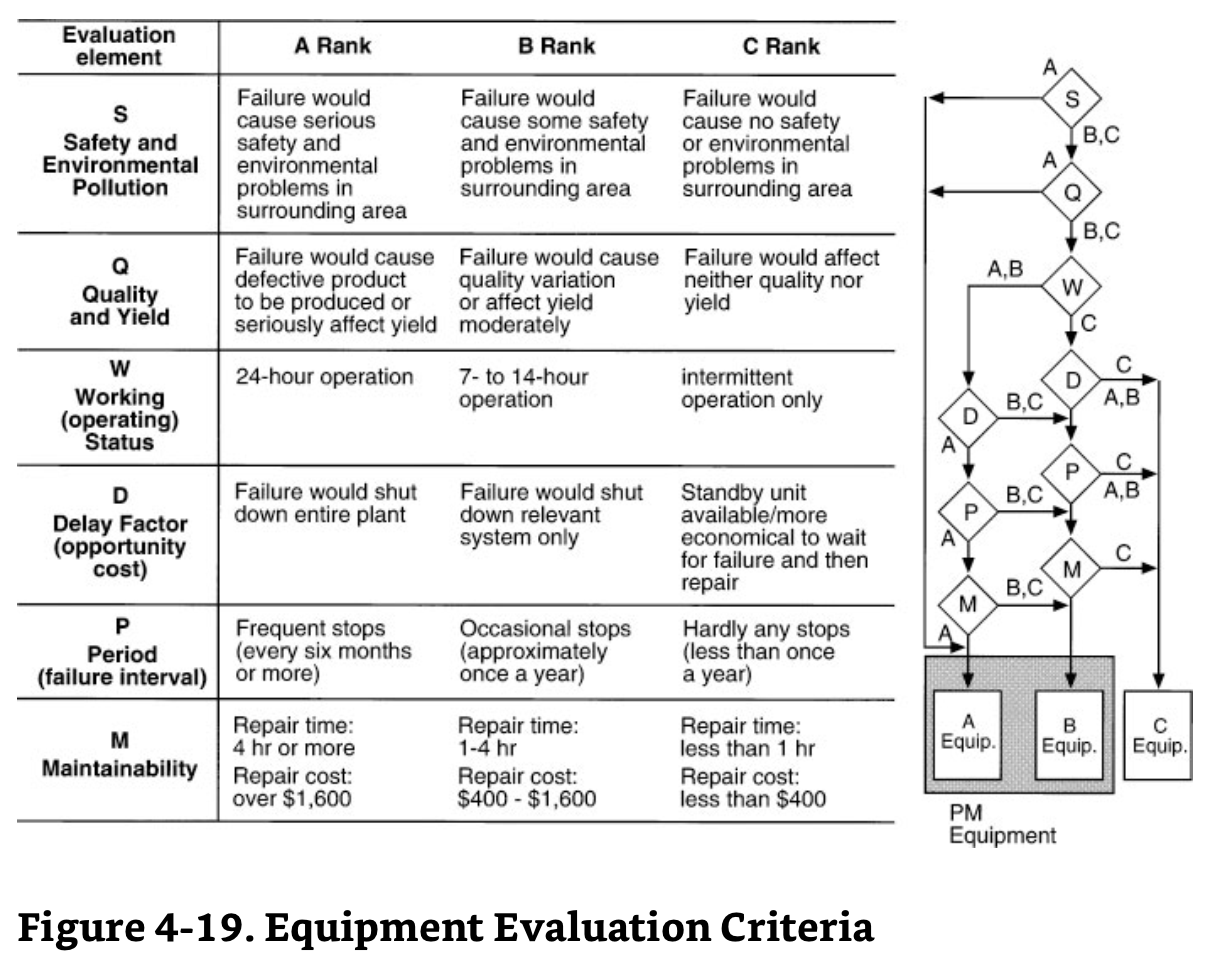 Evaluation
element
A Rank
B Rank
C Rank
S
Safety and
Environmental
Pollution
Failure would
cause serious
safety and
environmental
problems in
surrounding area
Failure would
cause some safety
and environmental
problems in
surrounding area
Failure would
cause no safety
or environmental
problems in
surrounding area
Q
Quality
and Yield
Failure would cause
defective product
to be produced or
seriously affect yield
Failure would cause
quality variation
or affect yield
moderately
Failure would affect
neither quality nor
yield
W
Working
(operating)
Status
24-hour operation
7- to 14-hour
operation
intermittent
operation only
D
Delay Factor
(opportunity
cost)
Failure would shut
down entire plant
Failure would shut
down relevant
system only
Standby unit
available/more
economical to wait
for failure and then
repair
P
Period
(failure interval)
Frequent stops
(every six months
or more)
Occasional stops
(approximately
once a year)
Hardly any stops
(less than once
a year)
M
Maintainability
Repair time:
4 hr or more
Repair cost:
over $1,600
Repair time:
1-4 hr
Repair cost:
$400 - $1,600
Repair time:
less than 1 hr
Repair cost:
less than $400
A
S
B,C
A
Q
B,C
A,B
W
C
D
C
A,B
D
B,C
A
P
C
A,B
P
B,C
A
M
C
M
B,C
A
A
Equip.
B
Equip.
C
Equip.
PM
Equipment
Figure 4-19. Equipment Evaluation Criteria